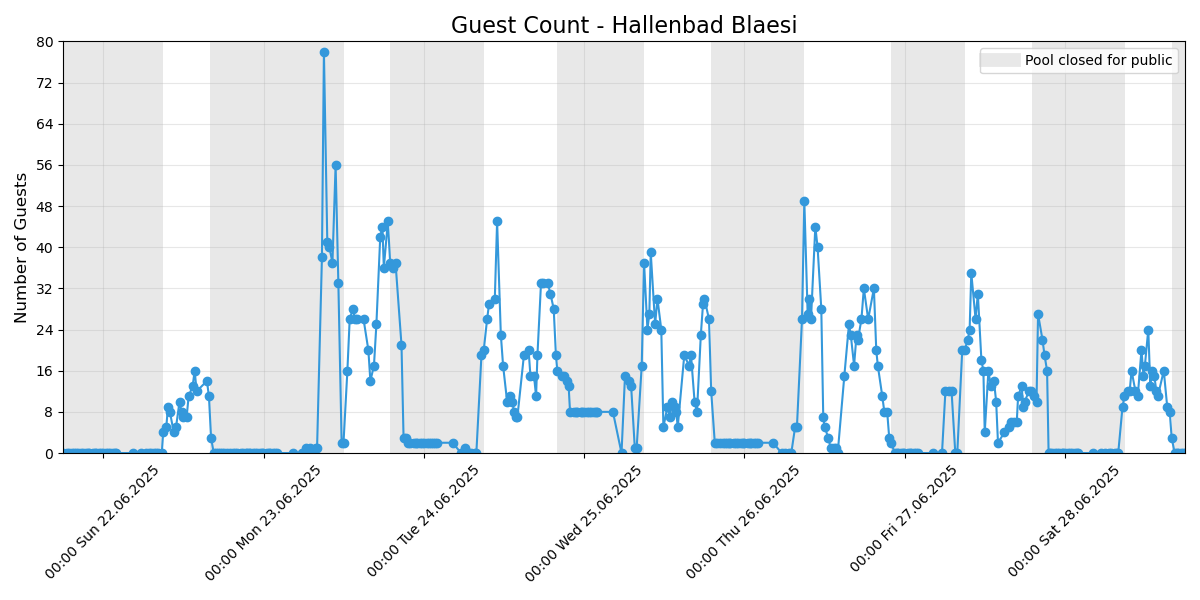 Guest Count - Hallenbad Blaesi
Pool closed for public
Number of Guests
80
72
64
56
48
40
32
24
16
8
0
00:00 Sun 22.06.2025
00:00 Mon 23.06.2025
00:00 Tue 24.06.2025
00:00 Wed 25.06.2025
00:00 Thu 26.06.2025
00:00 Fri 27.06.2025
00:00 Sat 28.06.2025